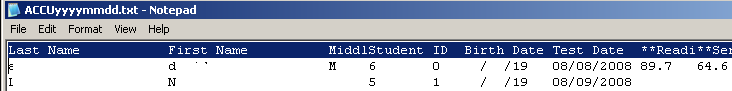 ACCUyyyymmdd.txt - Notepad
File Edit Format View Help
Last Name First Name MiddlStudent ID Birth Date Test Date **Readi**Ser
d M 6 0 / /19 08/08/2008 89.7 64.6
I N 5 1 / /19 08/09/2008